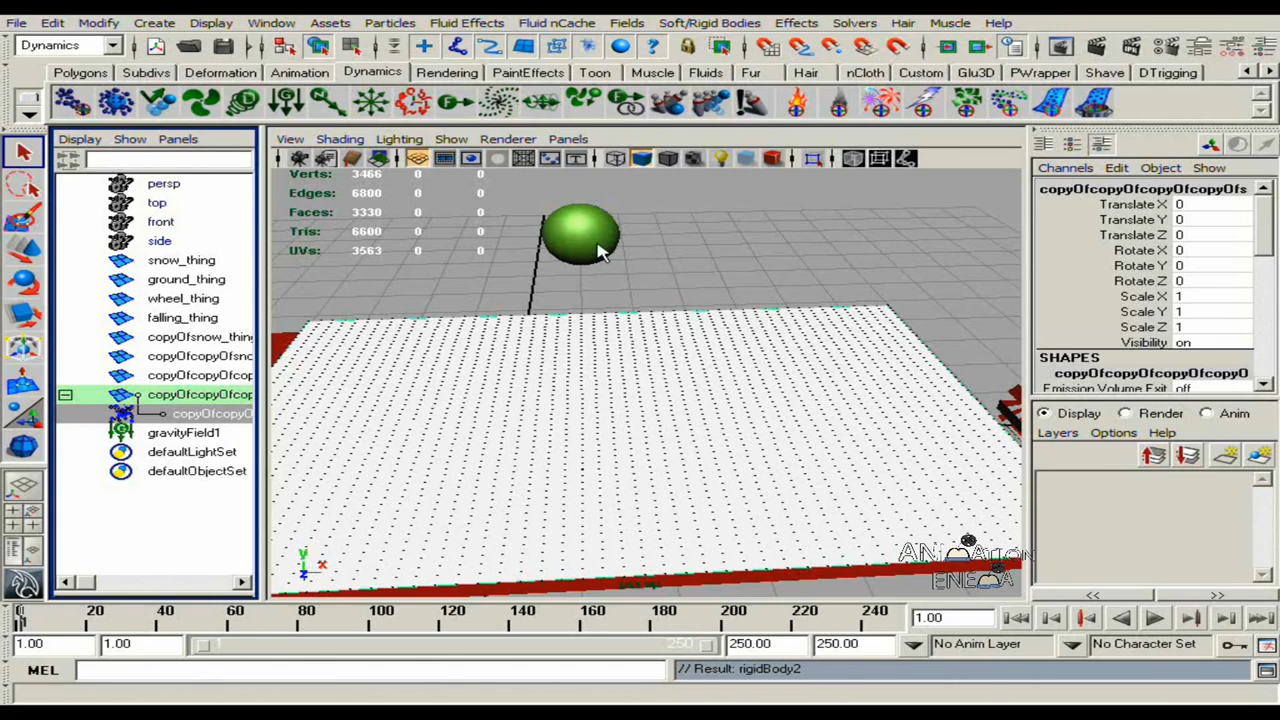 File Edit Modify Create Display Window Assets Particles Fluid Effects Fluid nCache Fields Soft/Rigid Bodies Effects Solvers Hair Muscle Help
Dynamics
Polygons Subdivs Deformation Animation Dynamics Rendering PaintEffects Toon Muscle Fluids Fur Hair nCloth Custom Glu3D PWrapper Shave DTrigging
Display Show Panels
View Shading Lighting Show Renderer Panels
Channels Edit Object Show
persp
top
front
side
snow_thing
ground_thing
wheel_thing
falling_thing
copyOfsnow_thin
copyOfcopyOfsno
copyOfcopyOfcop
copyOfcopyOfcop
copyOfcopyO
gravityField1
defaultLightSet
defaultObjectSet
Verts: 3466 0 0
Edges: 6800 0 0
Faces: 3330 0 0
Tris: 6600 0 0
UVs: 3563 0 0
y
x
z
ANiMATiON
ENEMA
copyOfcopyOfcopyOfcopyOfs
Translate X 0
Translate Y 0
Translate Z 0
Rotate X 0
Rotate Y 0
Rotate Z 0
Scale X 1
Scale Y 1
Scale Z 1
Visibility on
SHAPES
copyOfcopyOfcopyOfcopyO
Emission Volume Exit off
Display Render Anim
Layers Options Help
<< >>
20 40 60 80 100 120 140 160 180 200 220 240
1.00
1.00 1.00 1 250 250.00 250.00 No Anim Layer No Character Set
MEL // Result: rigidBody2